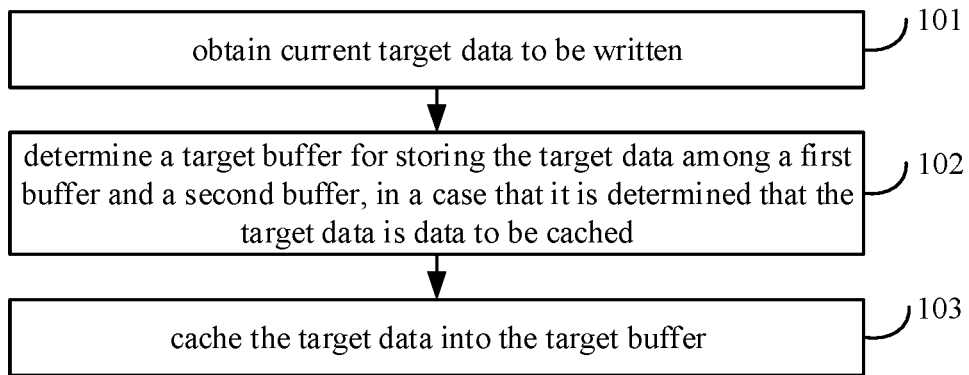 101
obtain current target data to be written
determine a target buffer for storing the target data among a first
buffer and a second buffer, in a case that it is determined that the
target data is data to be cached
102
cache the target data into the target buffer
103